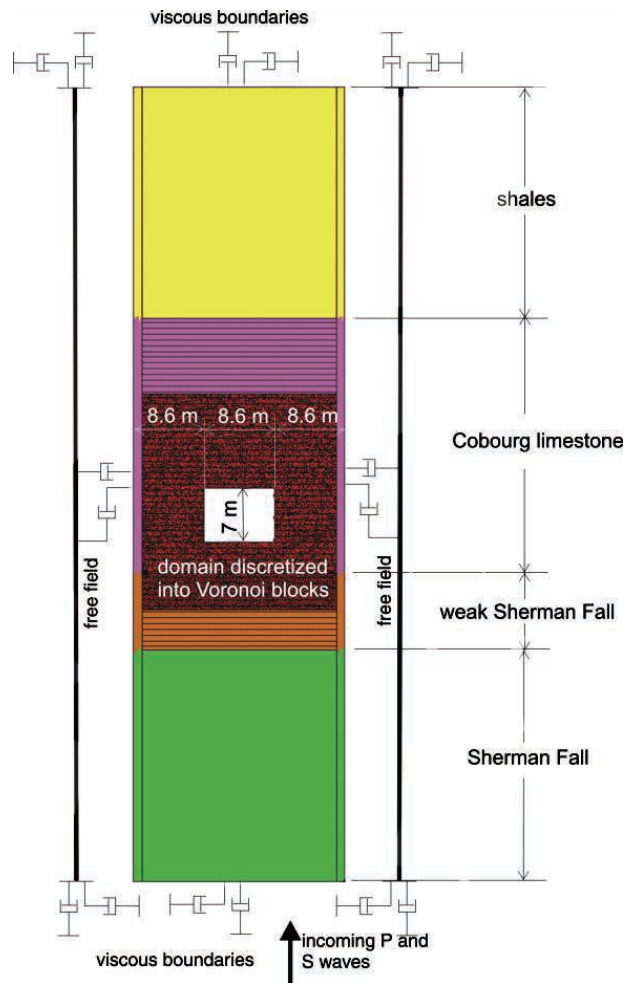 viscous boundaries
shales
8.6 m 8.6 m 8.6 m
Cobourg limestone
7 m
domain discretized
into Voronoi blocks
free field
free field
weak Sherman Fall
Sherman Fall
viscous boundaries
incoming P and
S waves